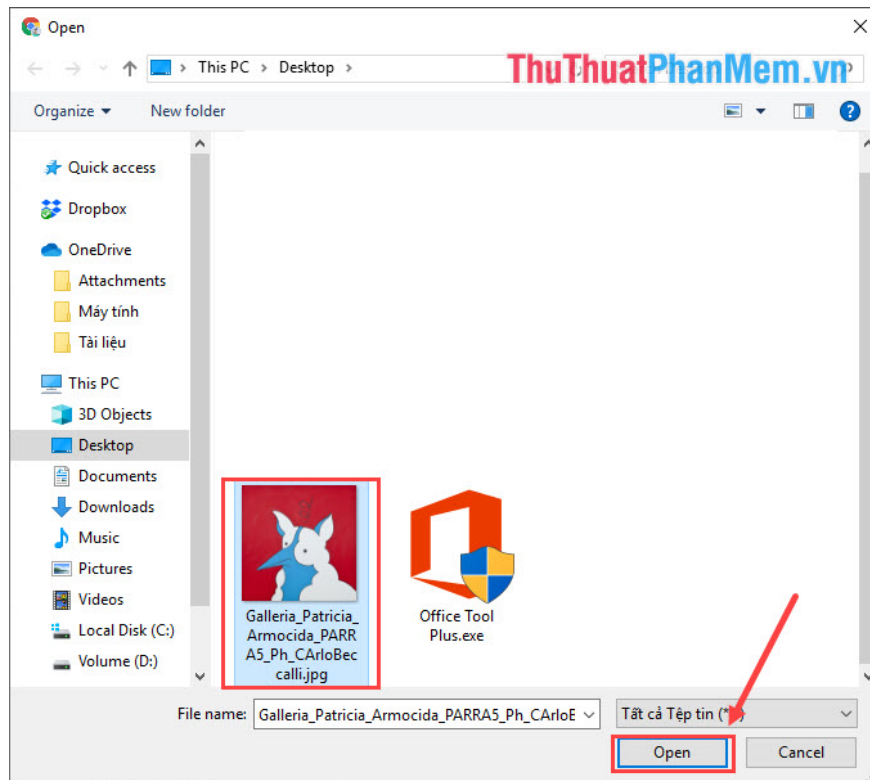 Open
This PC > Desktop >
ThuThuatPhanMem.vn
Organize
New folder
Quick access
Dropbox
OneDrive
Attachments
Máy tính
Tài liệu
This PC
3D Objects
Desktop
Documents
Downloads
Music
Pictures
Videos
Local Disk (C:)
Volume (D:)
Galleria_Patricia_
Armocida_PARR
A5_Ph_CArloBec
calli.jpg
Office Tool
Plus.exe
File name:
Galleria_Patricia_Armocida_PARRA5_Ph_CArloB
Tất cả Tệp tin
Open
Cancel